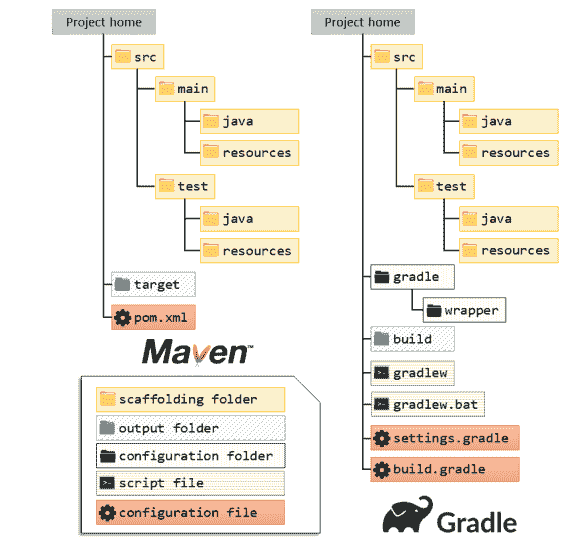 Project home
src
main
java
resources
test
java
resources
target
pom.xml
Maven™
scaffolding folder
output folder
configuration folder
script file
configuration file
Project home
src
main
java
resources
test
java
resources
gradle
wrapper
build
gradlew
gradlew.bat
settings.gradle
build.gradle
Gradle